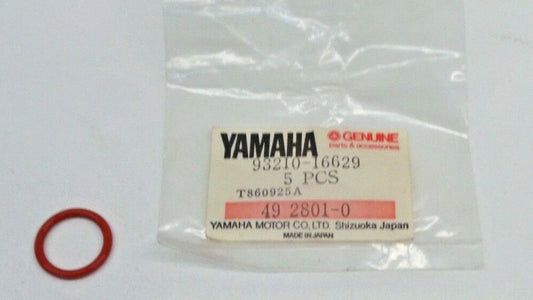 YAMAHA
GENUINE
parts & accessories
93210-16629
5 PCS
T860925A
49 2801-0
YAMAHA MOTOR CO., LTD. Shizuoka Japan
MADE IN JAPAN